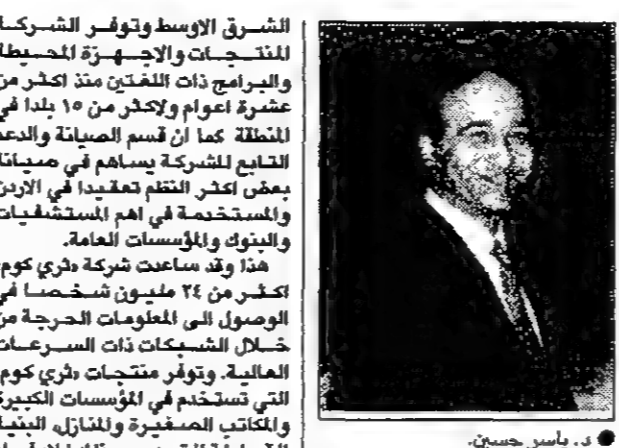 الشرق الاوسط وتوفر الشركـ
المنتجات والاجهزة المحيطـ
والبرامج ذات اللغتين منذ اكثر من
عشرة اعوام ولاكثر من ١٥ بلدا في
المنطقة كما ان قسم الصيانة والدعم
التابع للشركة يساهم في صيانـ
بعض اكثر النظم تعقيدا في الاردن
والمستخدمة في اهم المستشفيات
والبنوك والمؤسسات العامة.
هذا وقد ساعدت شركة «ثري كوم»
اكثر من ٢٤ مليون شخصا في
الوصول الى المعلومات الحرجة من
خلال الشبكات ذات السرعات
العالية. وتوفر منتجات «ثري كوم»
التي تستخدم في المؤسسات الكبيرة
والمكاتب الصغيرة والمنازل، البنيـ
د. ياسر حسين.